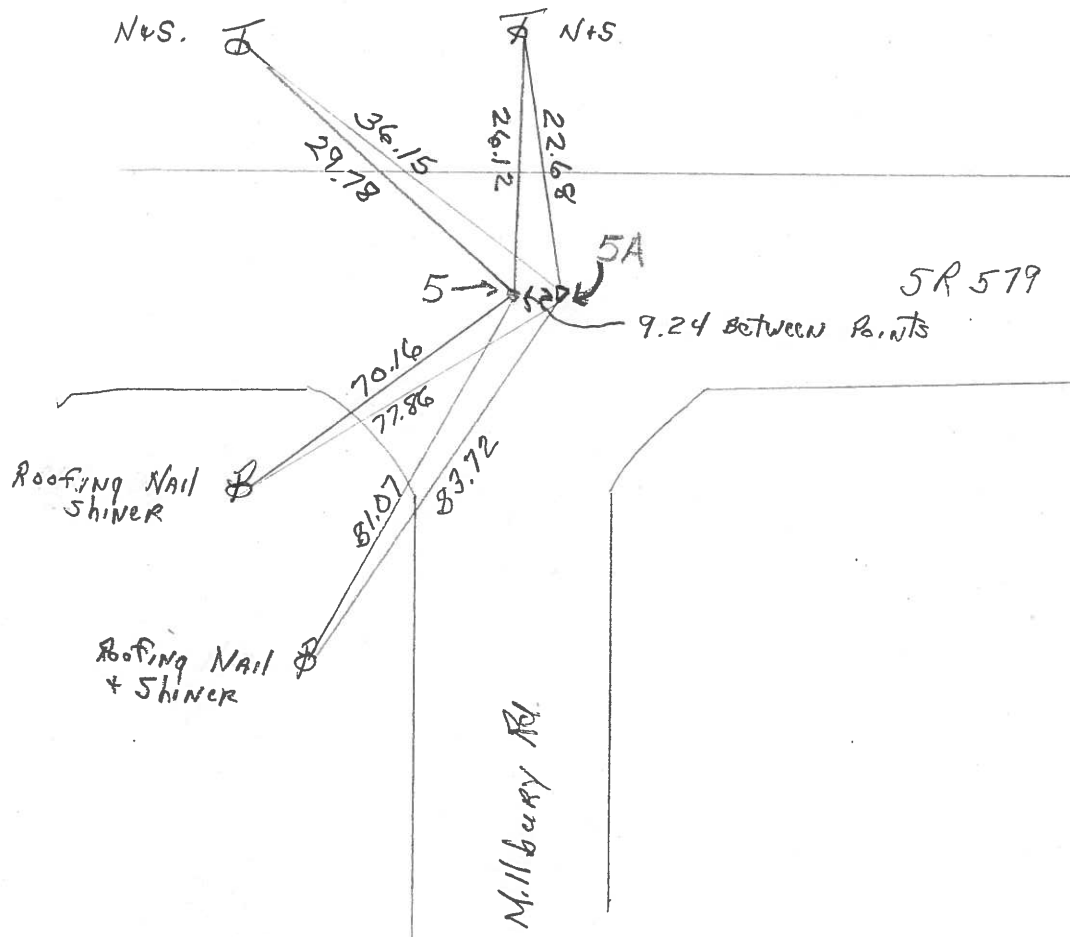 N&S.
N+S
36.15
29.78
26.12
22.68
5A
5
SR 579
9.24 Between Points
70.16
77.86
Roofing Nail
Shiner
81.07
83.72
Roofing Nail
+ Shiner
Millbury Rd